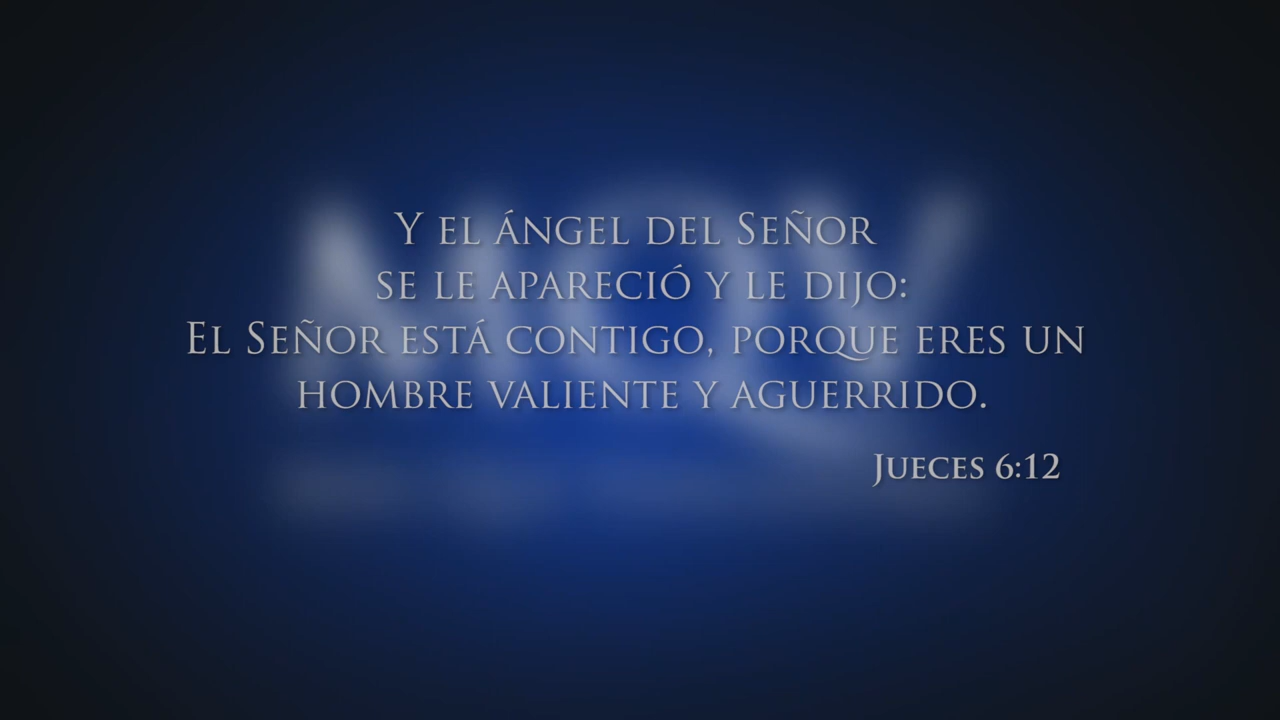 Y el ángel del Señor
se le apareció y le dijo:
El Señor está contigo, porque eres un
hombre valiente y aguerrido.
Jueces 6:12